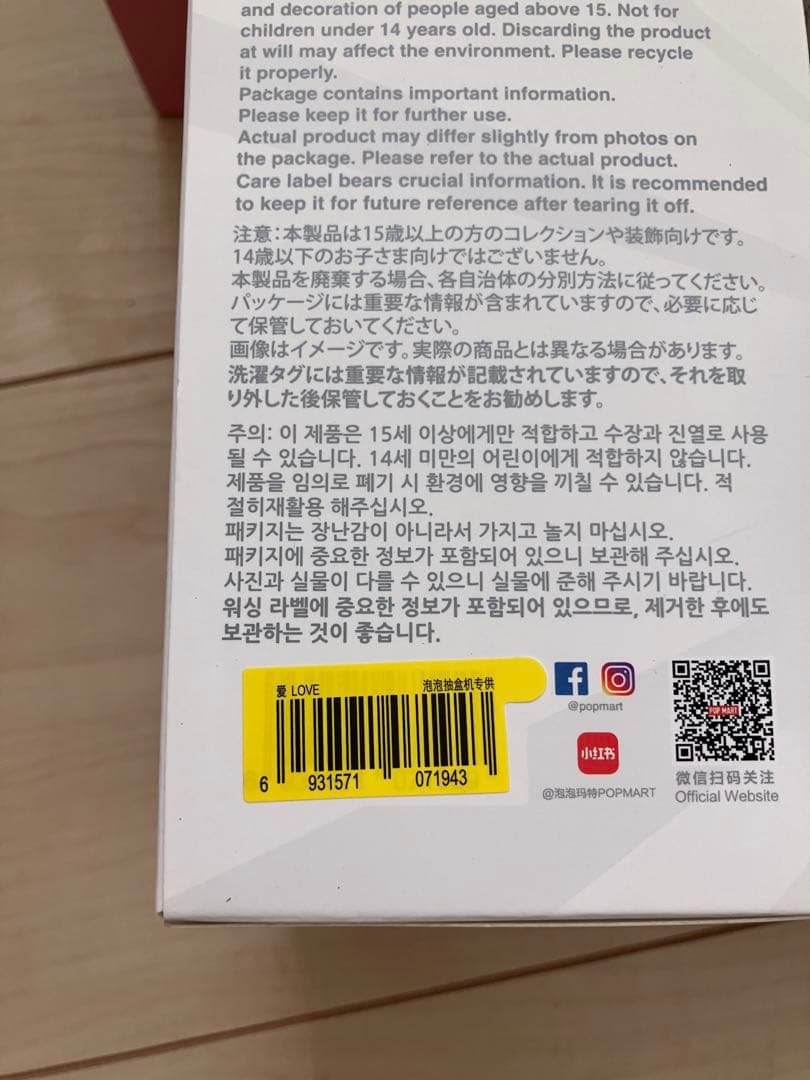 and decoration of people aged above 15. Not for
children under 14 years old. Discarding the product
at will may affect the environment. Please recycle
it properly.
Package contains important information.
Please keep it for further use.
Actual product may differ slightly from photos on
the package. Please refer to the actual product.
Care label bears crucial information. It is recommended
to keep it for future reference after tearing it off.
注意：本製品は15歳以上の方のコレクションや装飾向けです。
14歳以下のお子さま向けではございません。
本製品を廃棄する場合、各自治体の分別方法に従ってください。
パッケージには重要な情報が含まれていますので、必要に応じ
て保管しておいてください。
画像はイメージです。実際の商品とは異なる場合があります。
洗濯タグには重要な情報が記載されていますので、それを取
り外した後保管しておくことをお勧めします。
주의: 이 제품은 15세 이상에게만 적합하고 수장과 진열로 사용
될 수 있습니다. 14세 미만의 어린이에게 적합하지 않습니다.
제품을 임의로 폐기 시 환경에 영향을 끼칠 수 있습니다. 적
절히재활용 해주십시오.
패키지는 장난감이 아니라서 가지고 놀지 마십시오.
패키지에 중요한 정보가 포함되어 있으니 보관해 주십시오.
사진과 실물이 다를 수 있으니 실물에 준해 주시기 바랍니다.
워싱 라벨에 중요한 정보가 포함되어 있으므로, 제거한 후에도
보관하는 것이 좋습니다.
爱 LOVE 泡泡抽盒机专供
6 931571 071943
@popmart
小红书
@泡泡玛特POPMART
POP MART
微信扫码关注
Official Website